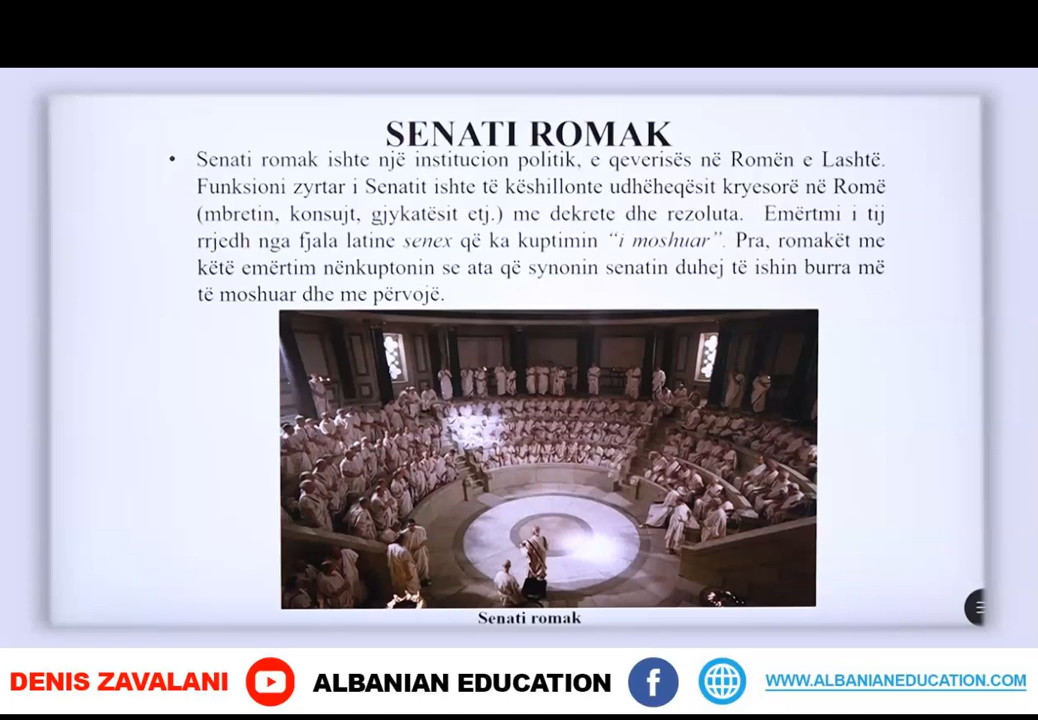 SENATI ROMAK
• Senati romak ishte një institucion politik, e qeverisës në Romën e Lashtë.
Funksioni zyrtar i Senatit ishte të këshillonte udhëheqësit kryesorë në Romë
(mbretin, konsujt, gjykatësit etj.) me dekrete dhe rezoluta. Emërtmi i tij
rrjedh nga fjala latine senex që ka kuptimin “i moshuar”. Pra, romakët me
këtë emërtim nënkuptonin se ata që synonin senatin duhej të ishin burra më
të moshuar dhe me përvojë.
Senati romak
DENIS ZAVALANI ALBANIAN EDUCATION WWW.ALBANIANEDUCATION.COM